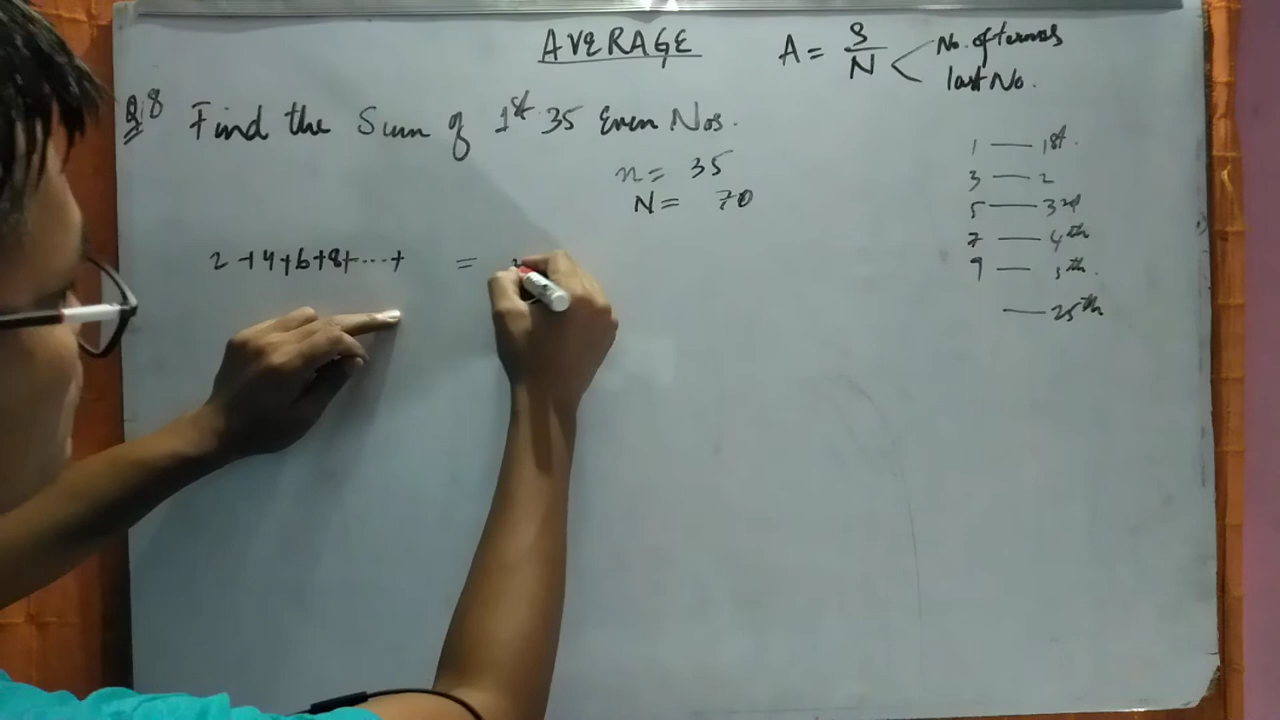 AVERAGE
A = S/N < No. of terms
last No.
Q.8 Find the Sum of 1st 35 Even Nos.
n = 35
N = 70
2+4+6+8+...+ =
1 — 1st.
3 — 2
5 — 3rd
7 — 4th
9 — 5th.
— 25th